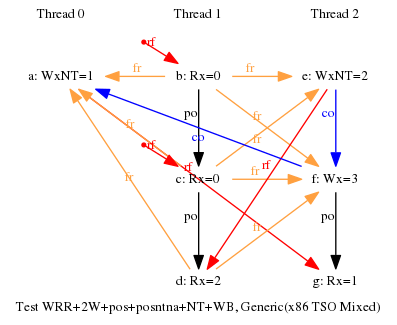 Thread 0 Thread 1 Thread 2
rf
a: WxNT=1 fr b: Rx=0 fr e: WxNT=2
po fr co
fr co fr
rf rf rf
c: Rx=0 fr f: Wx=3
fr
po po
d: Rx=2 g: Rx=1
Test WRR+2W+pos+posntna+NT+WB, Generic(x86 TSO Mixed)